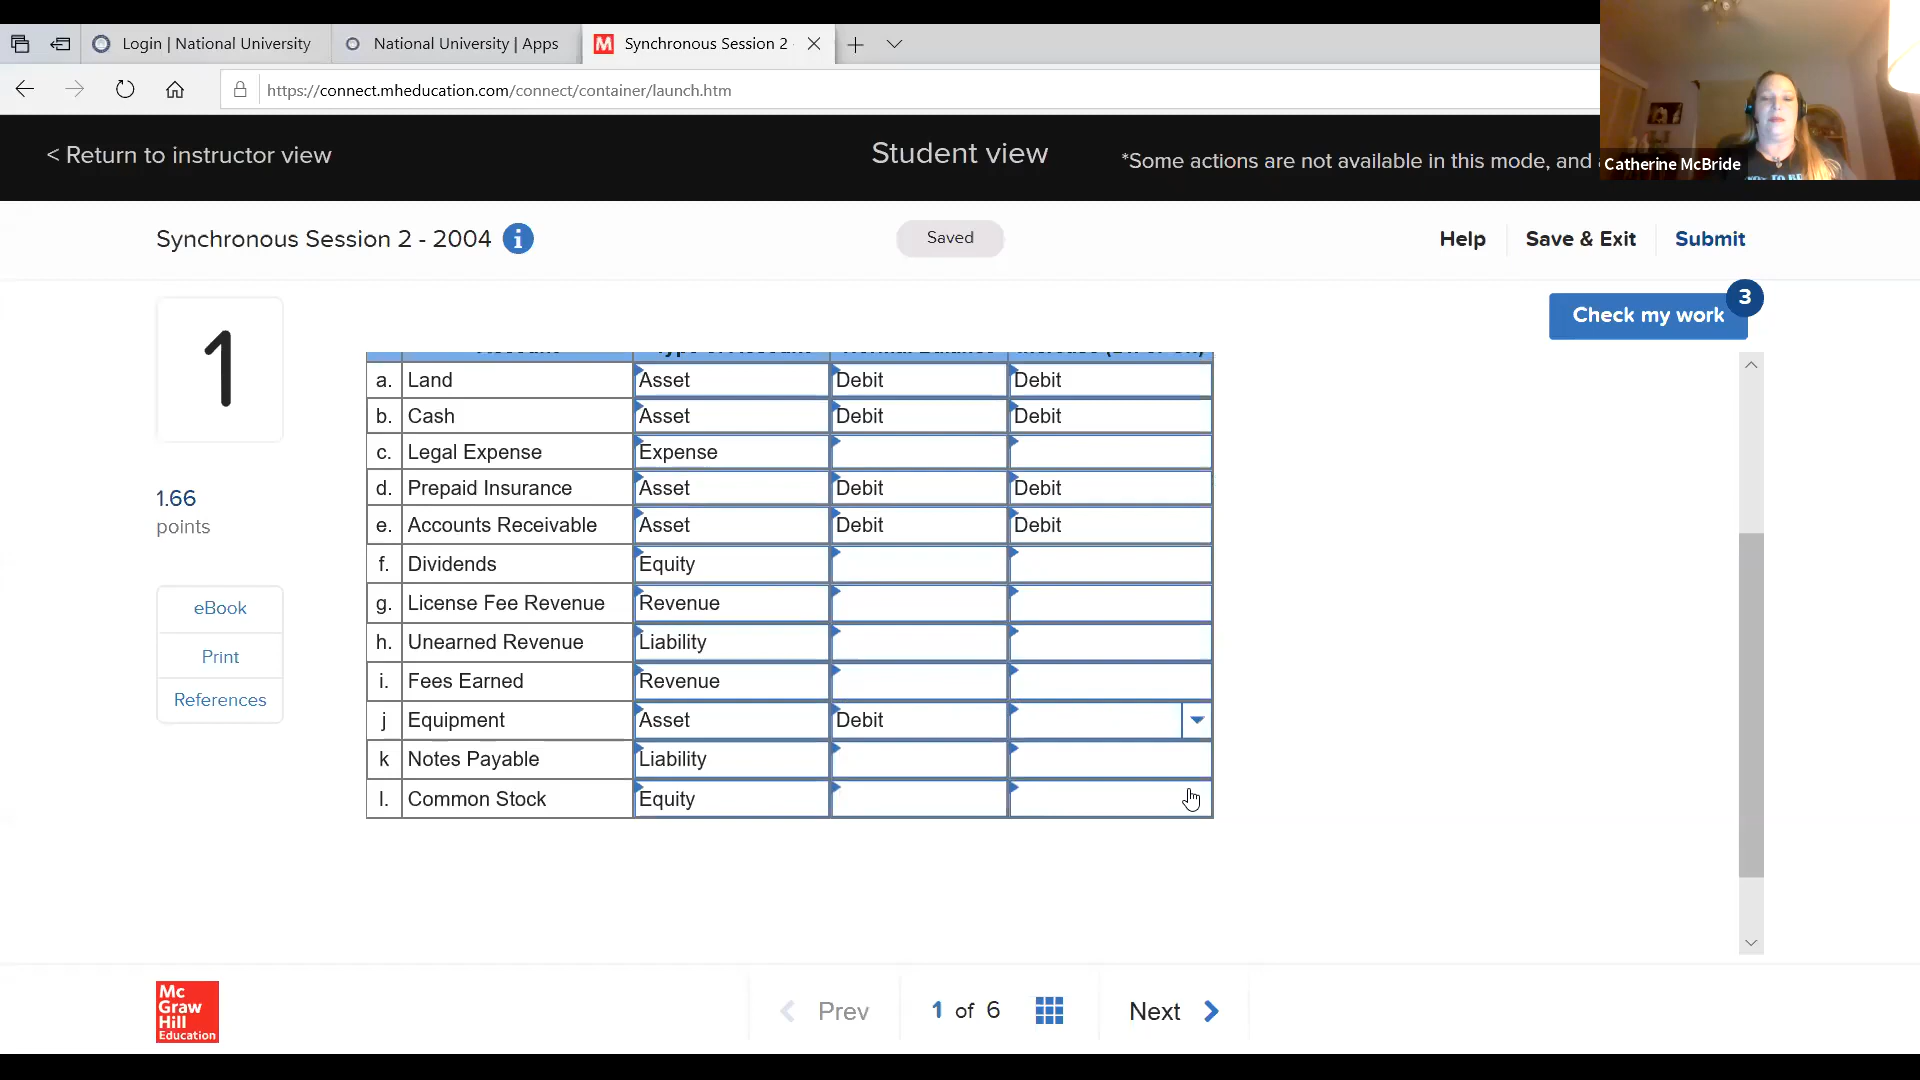 Login | National University
National University | Apps
Synchronous Session 2
https://connect.mheducation.com/connect/container/launch.htm
< Return to instructor view
Student view
*Some actions are not available in this mode, and
Catherine McBride
Synchronous Session 2 - 2004
Saved
Help
Save & Exit
Submit
3
Check my work
1
1.66
points
eBook
Print
References
a. Land Asset Debit Debit
b. Cash Asset Debit Debit
c. Legal Expense Expense
d. Prepaid Insurance Asset Debit Debit
e. Accounts Receivable Asset Debit Debit
f. Dividends Equity
g. License Fee Revenue Revenue
h. Unearned Revenue Liability
i. Fees Earned Revenue
j Equipment Asset Debit
k Notes Payable Liability
l. Common Stock Equity
Mc
Graw
Hill
Education
Prev
1 of 6
Next